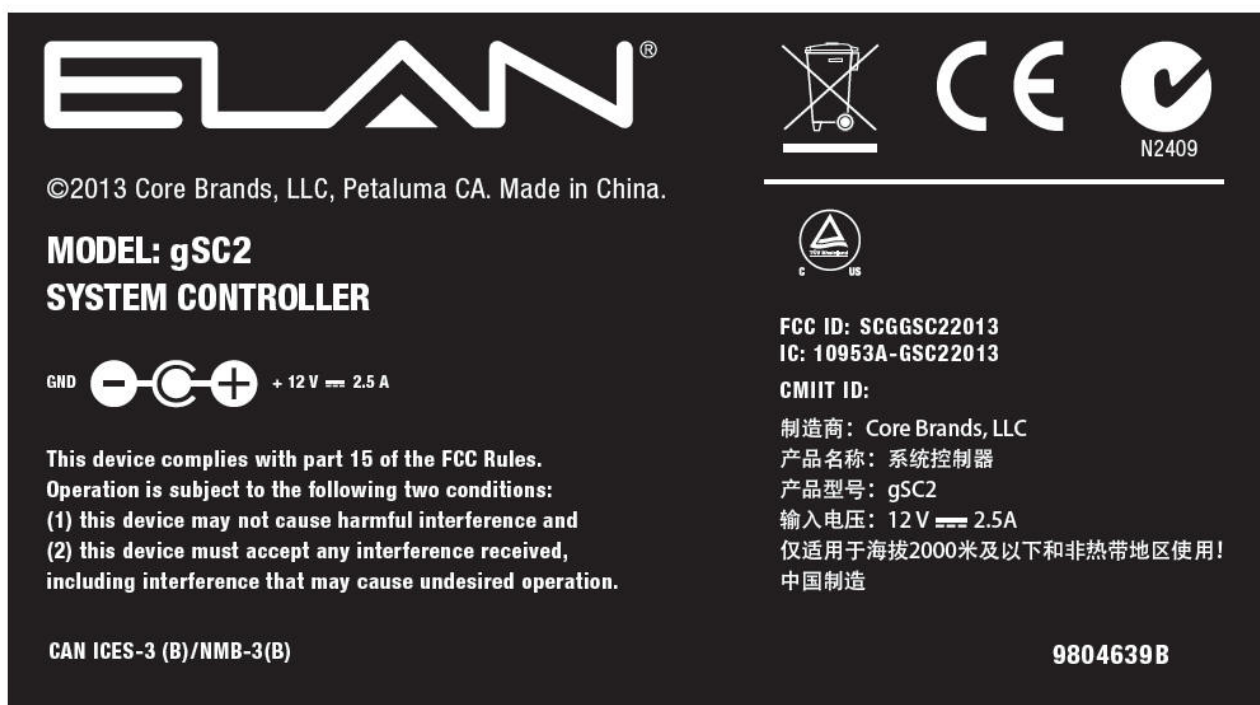 ELAN®
©2013 Core Brands, LLC, Petaluma CA. Made in China.
MODEL: gSC2
SYSTEM CONTROLLER
GND + 12 V ⎓ 2.5 A
This device complies with part 15 of the FCC Rules.
Operation is subject to the following two conditions:
(1) this device may not cause harmful interference and
(2) this device must accept any interference received,
including interference that may cause undesired operation.
CAN ICES-3 (B)/NMB-3(B)
CE
N2409
TÜV Rheinland
C US
FCC ID: SCGGSC22013
IC: 10953A-GSC22013
CMIIT ID:
制造商：Core Brands, LLC
产品名称：系统控制器
产品型号：gSC2
输入电压：12 V ⎓ 2.5A
仅适用于海拔2000米及以下和非热带地区使用！
中国制造
9804639B